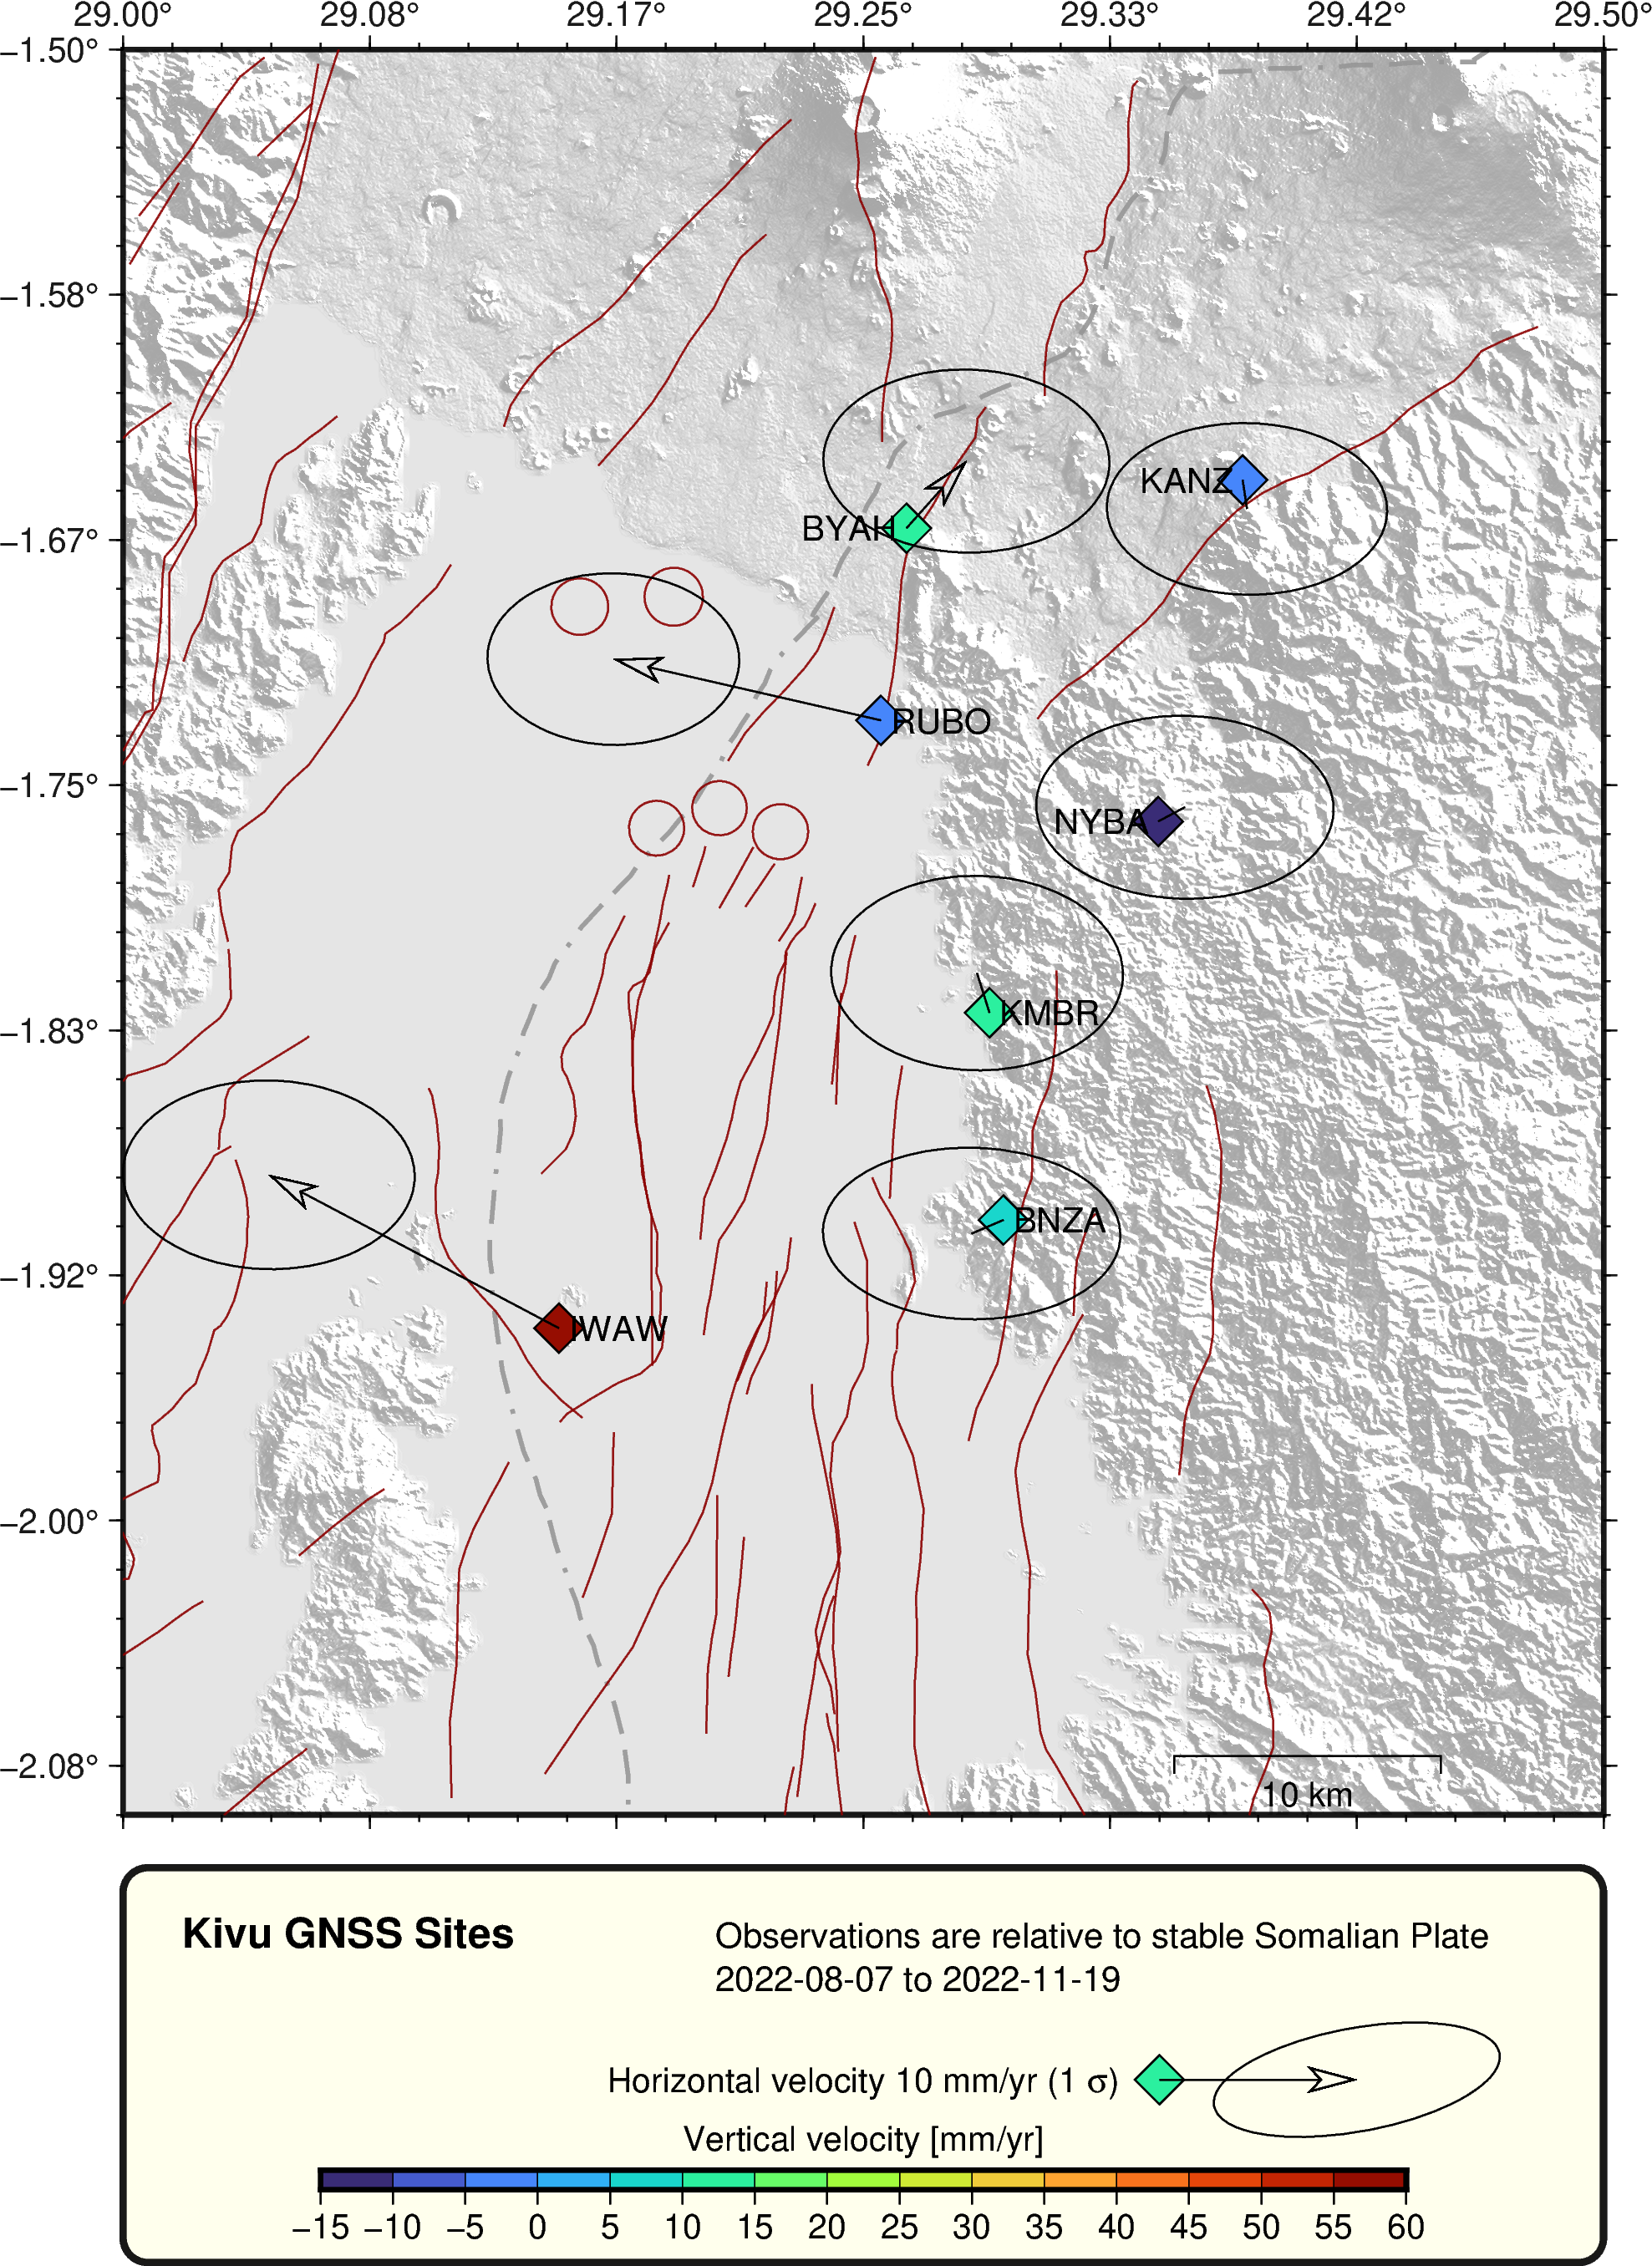 29.00° 29.08° 29.17° 29.25° 29.33° 29.42° 29.50°
−1.50°
−1.58°
KANZ
BYAH
−1.67°
RUBO
−1.75°
NYBA
KMBR
−1.83°
BNZA
−1.92°
IWAW
−2.00°
−2.08°
10 km
Kivu GNSS Sites
Observations are relative to stable Somalian Plate
2022-08-07 to 2022-11-19
Horizontal velocity 10 mm/yr (1 σ)
Vertical velocity [mm/yr]
−15 −10 −5 0 5 10 15 20 25 30 35 40 45 50 55 60